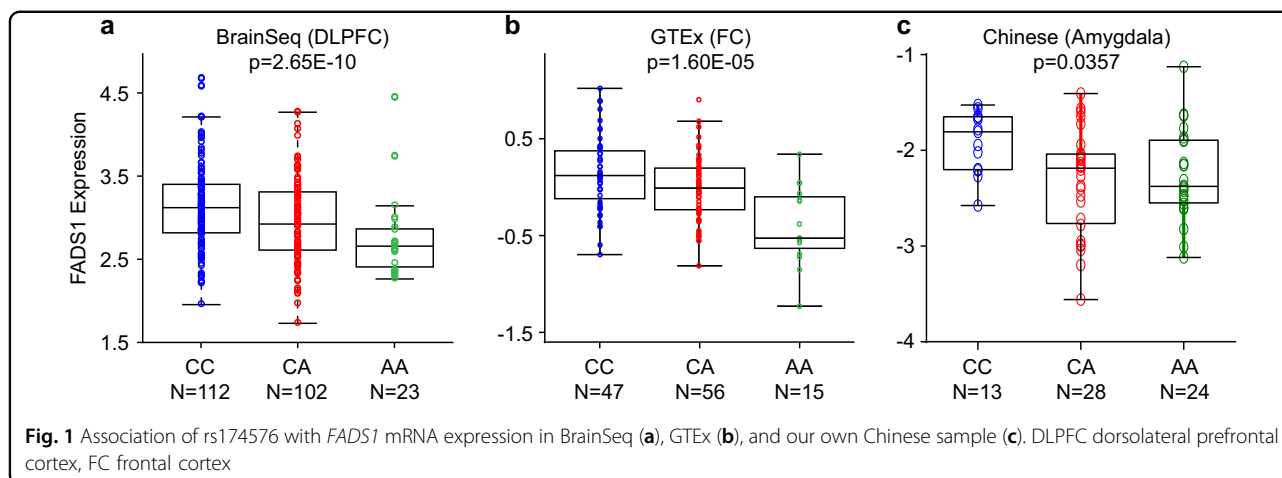 a
BrainSeq (DLPFC)
p=2.65E-10
FADS1 Expression
4.5
3.5
2.5
1.5
CC
CA
AA
N=112
N=102
N=23
b
GTEx (FC)
p=1.60E-05
0.5
-0.5
-1.5
CC
CA
AA
N=47
N=56
N=15
c
Chinese (Amygdala)
p=0.0357
-1
-2
-3
-4
CC
CA
AA
N=13
N=28
N=24
Fig. 1 Association of rs174576 with FADS1 mRNA expression in BrainSeq (a), GTEx (b), and our own Chinese sample (c). DLPFC dorsolateral prefrontal
cortex, FC frontal cortex